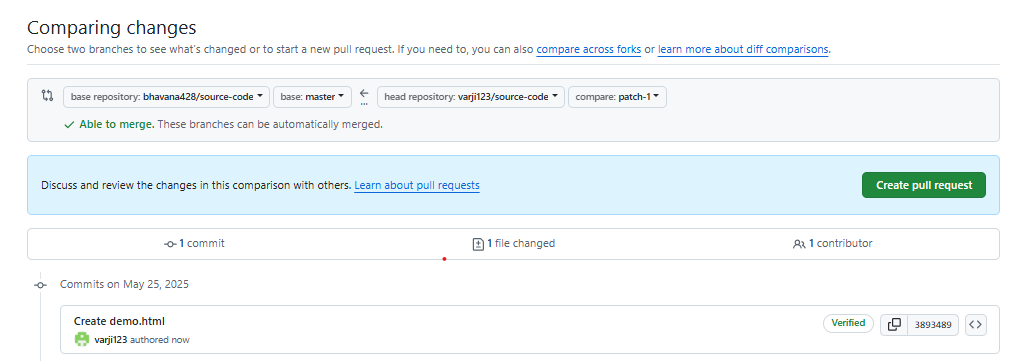 Comparing changes
Choose two branches to see what's changed or to start a new pull request. If you need to, you can also compare across forks or learn more about diff comparisons.
base repository: bhavana428/source-code base: master ... head repository: varji123/source-code compare: patch-1
Able to merge. These branches can be automatically merged.
Discuss and review the changes in this comparison with others. Learn about pull requests Create pull request
1 commit 1 file changed 1 contributor
Commits on May 25, 2025
Create demo.html
Verified 3893489
varji123 authored now